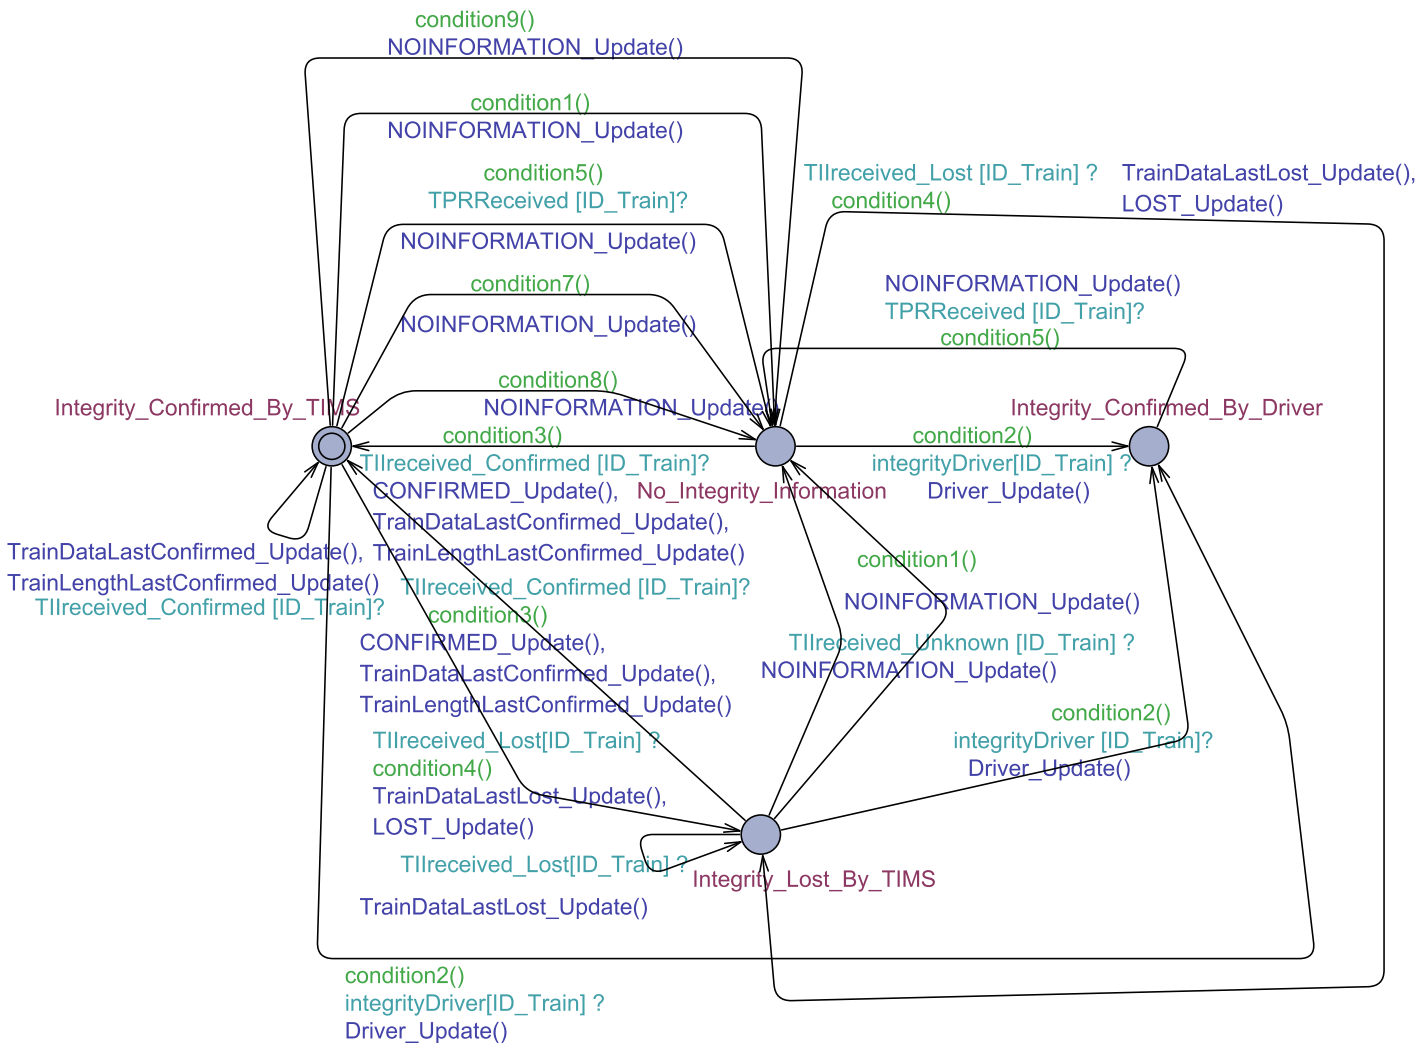 condition9()
NOINFORMATION_Update()
condition1()
NOINFORMATION_Update()
condition5()
TPRReceived [ID_Train]?
NOINFORMATION_Update()
condition7()
NOINFORMATION_Update()
condition8()
NOINFORMATION_Update()
TIIreceived_Lost [ID_Train] ?
condition4()
TrainDataLastLost_Update(),
LOST_Update()
NOINFORMATION_Update()
TPRReceived [ID_Train]?
condition5()
Integrity_Confirmed_By_TIMS
Integrity_Confirmed_By_Driver
condition3()
TIIreceived_Confirmed [ID_Train]?
CONFIRMED_Update(),
TrainDataLastConfirmed_Update(),
TrainLengthLastConfirmed_Update()
No_Integrity_Information
condition2()
integrityDriver[ID_Train] ?
Driver_Update()
TrainDataLastConfirmed_Update(),
TrainLengthLastConfirmed_Update()
TIIreceived_Confirmed [ID_Train]?
TIIreceived_Confirmed [ID_Train]?
condition3()
CONFIRMED_Update(),
TrainDataLastConfirmed_Update(),
TrainLengthLastConfirmed_Update()
condition1()
NOINFORMATION_Update()
TIIreceived_Unknown [ID_Train] ?
NOINFORMATION_Update()
condition2()
integrityDriver [ID_Train]?
Driver_Update()
TIIreceived_Lost[ID_Train] ?
condition4()
TrainDataLastLost_Update(),
LOST_Update()
TIIreceived_Lost[ID_Train] ?
Integrity_Lost_By_TIMS
TrainDataLastLost_Update()
condition2()
integrityDriver[ID_Train] ?
Driver_Update()